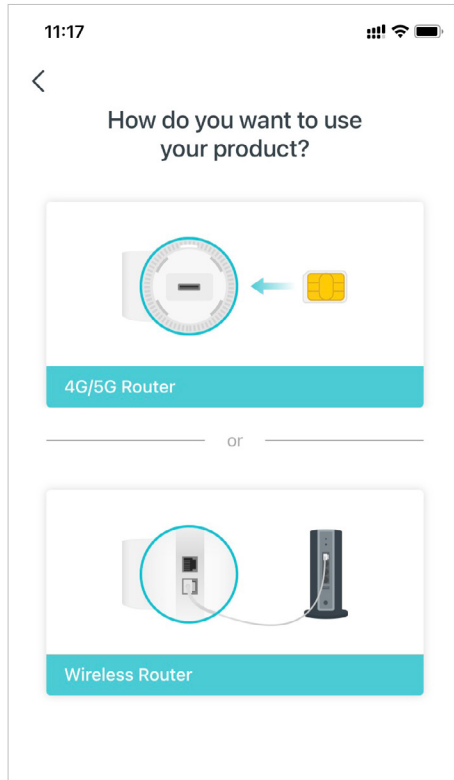 11:17
How do you want to use
your product?
4G/5G Router
or
Wireless Router